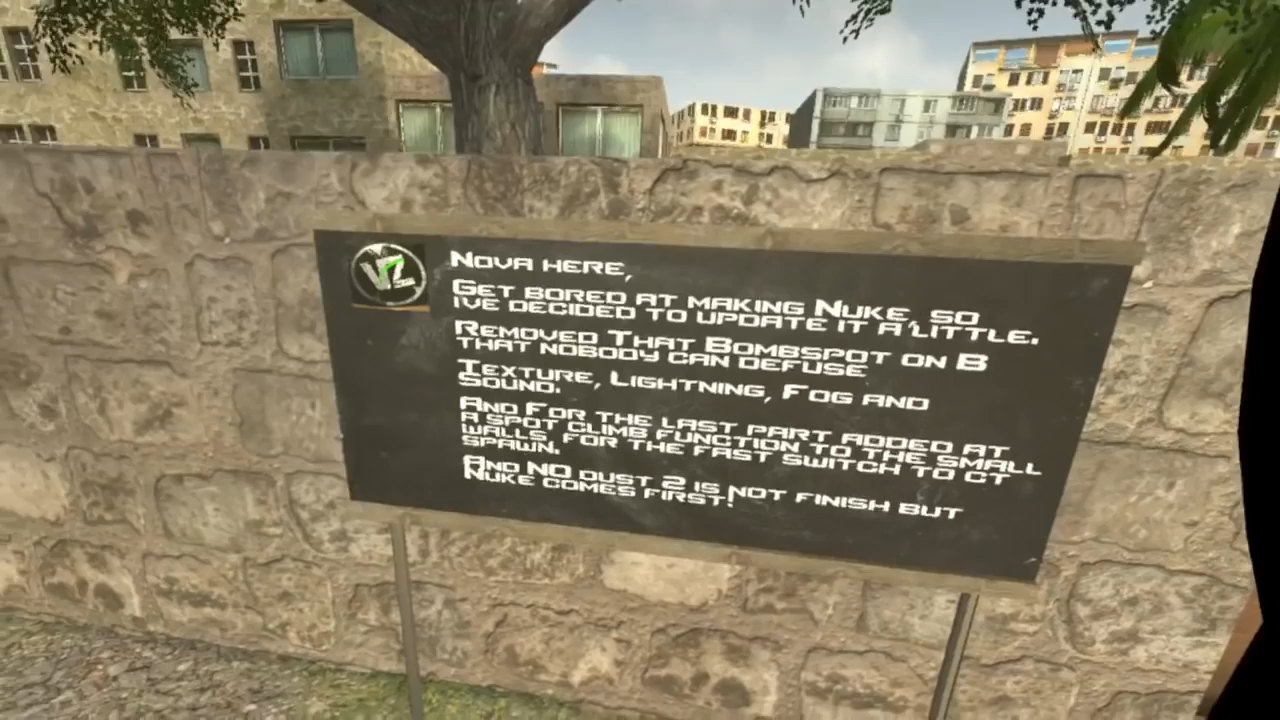 VZ
Nova here,
Get bored at making Nuke, so
ive decided to update it a little.
Removed That Bombspot on B
that nobody can defuse
Texture, Lightning, Fog and
Sound.
And For the last part added at
a spot climb function to the small
walls, for the fast switch to CT
spawn.
And NO dust 2 is not finish but
Nuke comes first!